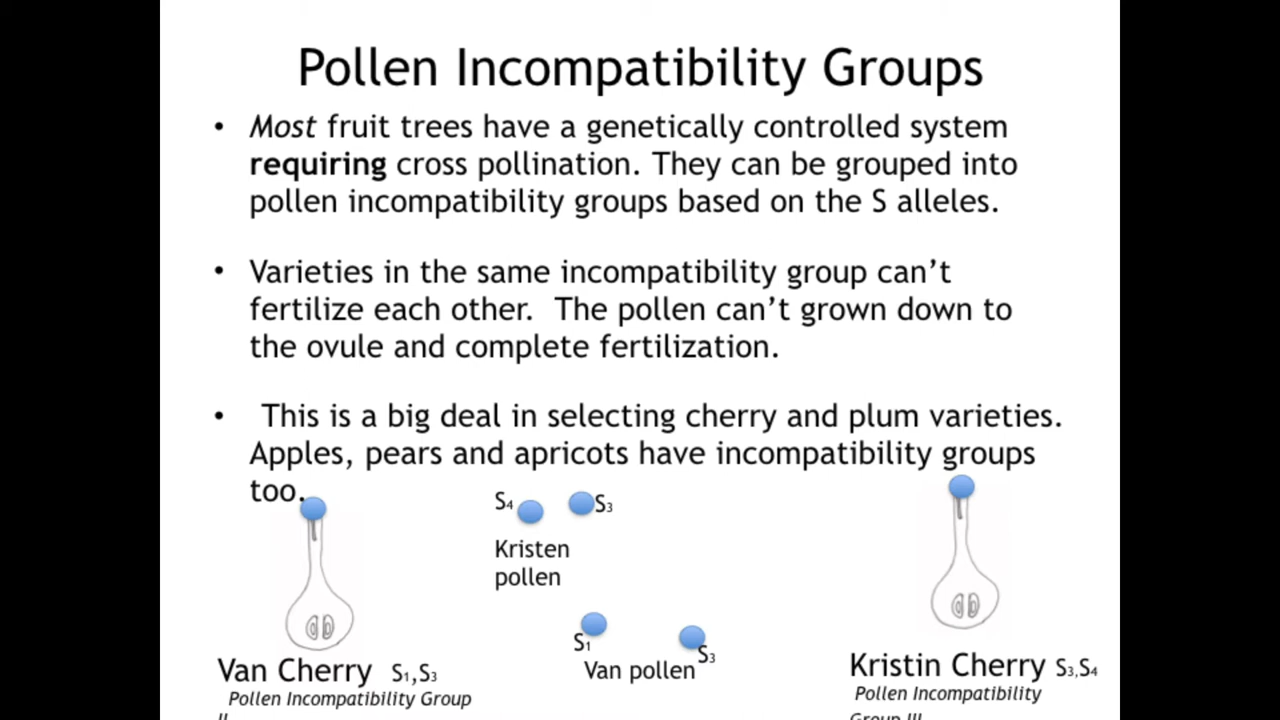 Pollen Incompatibility Groups
• Most fruit trees have a genetically controlled system
requiring cross pollination. They can be grouped into
pollen incompatibility groups based on the S alleles.
• Varieties in the same incompatibility group can’t
fertilize each other.  The pollen can’t grown down to
the ovule and complete fertilization.
• This is a big deal in selecting cherry and plum varieties.
Apples, pears and apricots have incompatibility groups
too.
S4 S3
Kristen
pollen
S1 S3
Van pollen
Van Cherry S1,S3
Pollen Incompatibility Group
II
Kristin Cherry S3,S4
Pollen Incompatibility
Group III